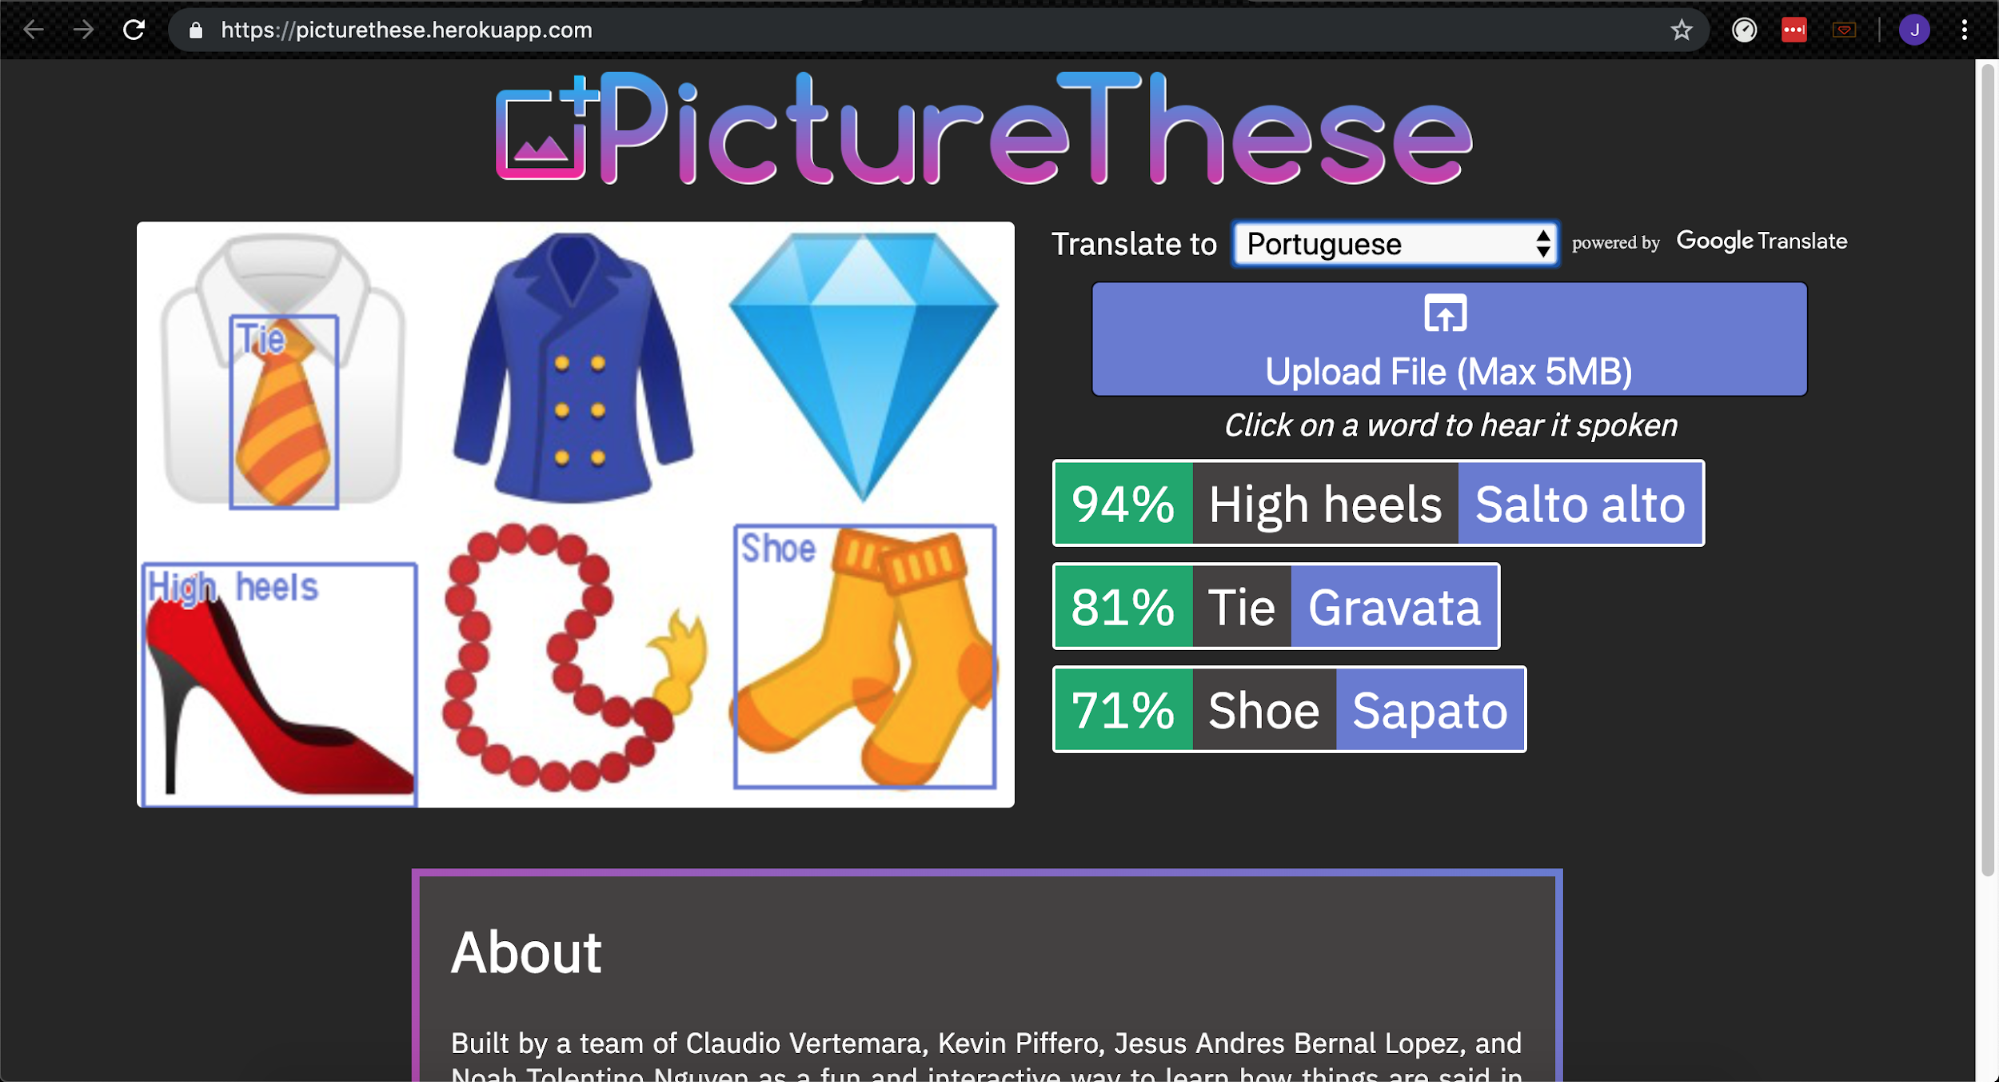 https://picturethese.herokuapp.com
J
PictureThese
Translate to Portuguese powered by Google Translate
Upload File (Max 5MB)
Click on a word to hear it spoken
Tie
High heels
Shoe
94% High heels Salto alto
81% Tie Gravata
71% Shoe Sapato
About
Built by a team of Claudio Vertemara, Kevin Piffero, Jesus Andres Bernal Lopez, and
Noah Tolentino Nguyen as a fun and interactive way to learn how things are said in